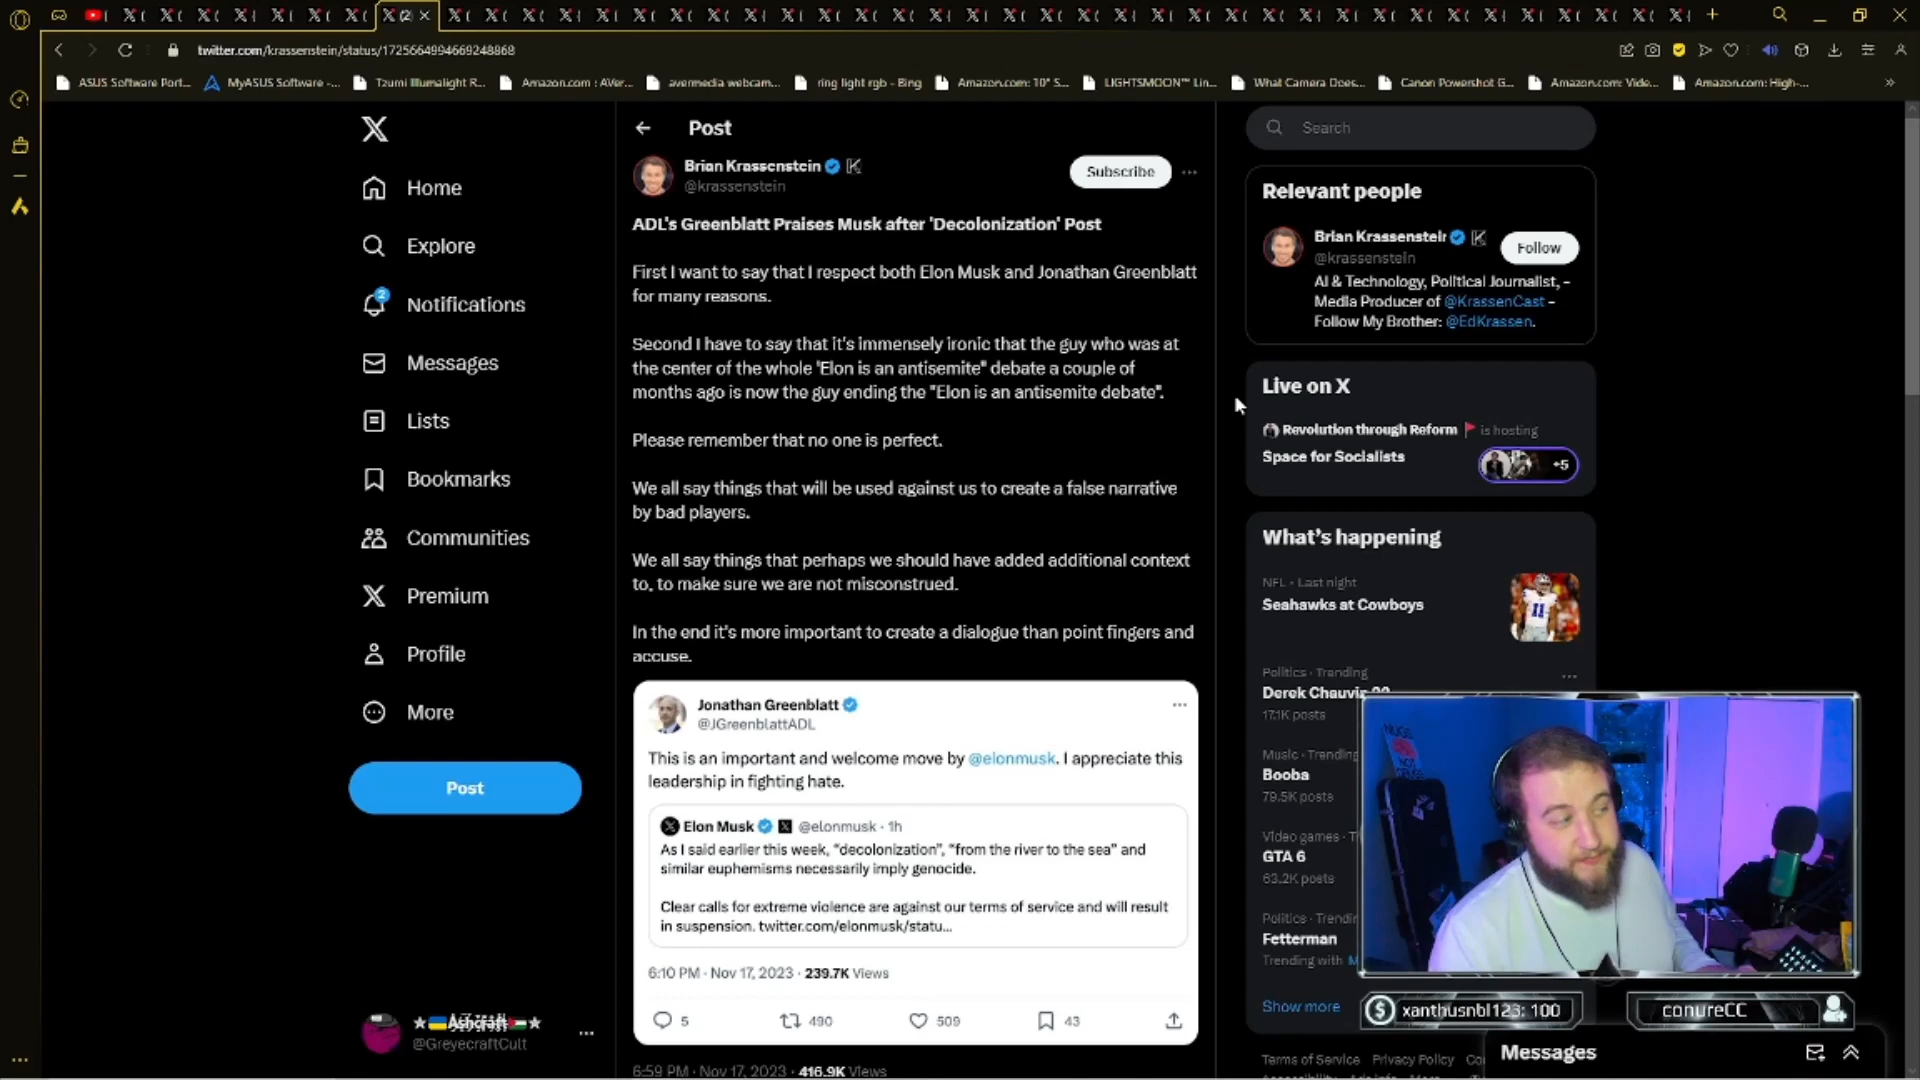 twitter.com/krassenstein/status/1725664994669248868
ASUS Software Port...
MyASUS Software -...
Tzumi Illumalight R...
Amazon.com : AVer...
avermedia webcam...
ring light rgb - Bing
Amazon.com: 10" S...
LIGHTSMOON™ Lin...
What Camera Does...
Canon Powershot G...
Amazon.com: Vide...
Amazon.com: High-...
Home
Explore
2
Notifications
Messages
Lists
Bookmarks
Communities
Premium
Profile
More
Post
Ashcraft
@GreyecraftCult
Post
Brian Krassenstein
@krassenstein
Subscribe
ADL's Greenblatt Praises Musk after 'Decolonization' Post
First I want to say that I respect both Elon Musk and Jonathan Greenblatt
for many reasons.
Second I have to say that it's immensely ironic that the guy who was at
the center of the whole "Elon is an antisemite" debate a couple of
months ago is now the guy ending the "Elon is an antisemite debate".
Please remember that no one is perfect.
We all say things that will be used against us to create a false narrative
by bad players.
We all say things that perhaps we should have added additional context
to, to make sure we are not misconstrued.
In the end it's more important to create a dialogue than point fingers and
accuse.
Jonathan Greenblatt
@JGreenblattADL
This is an important and welcome move by @elonmusk. I appreciate this
leadership in fighting hate.
Elon Musk @elonmusk · 1h
As I said earlier this week, "decolonization", "from the river to the sea" and
similar euphemisms necessarily imply genocide.
Clear calls for extreme violence are against our terms of service and will result
in suspension. twitter.com/elonmusk/statu...
6:10 PM · Nov 17, 2023 · 239.7K Views
5 490 509 43
6:59 PM · Nov 17, 2023 · 416.9K Views
Search
Relevant people
Brian Krassenstein
@krassenstein
Follow
AI & Technology, Political Journalist, -
Media Producer of @KrassenCast -
Follow My Brother: @EdKrassen.
Live on X
Revolution through Reform is hosting
Space for Socialists
+5
What's happening
NFL · Last night
Seahawks at Cowboys
Politics · Trending
Derek Chauvin
17.1K posts
Music · Trending
Booba
79.5K posts
Video games · T
GTA 6
63.2K posts
Politics · Trendin
Fetterman
Trending with
Show more
xanthusnbl123: 100
conureCC
Messages
Terms of Service Privacy Policy Co